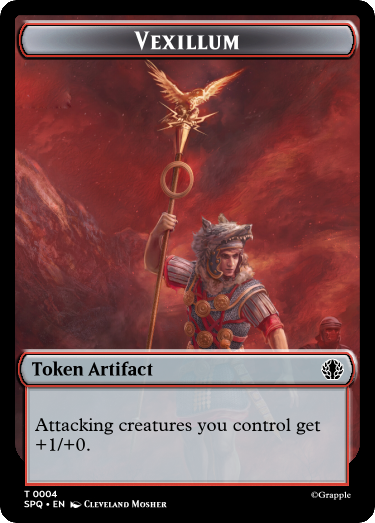 Vexillum
Token Artifact
Attacking creatures you control get
+1/+0.
T 0004
SPQ • EN Cleveland Mosher
©Grapple